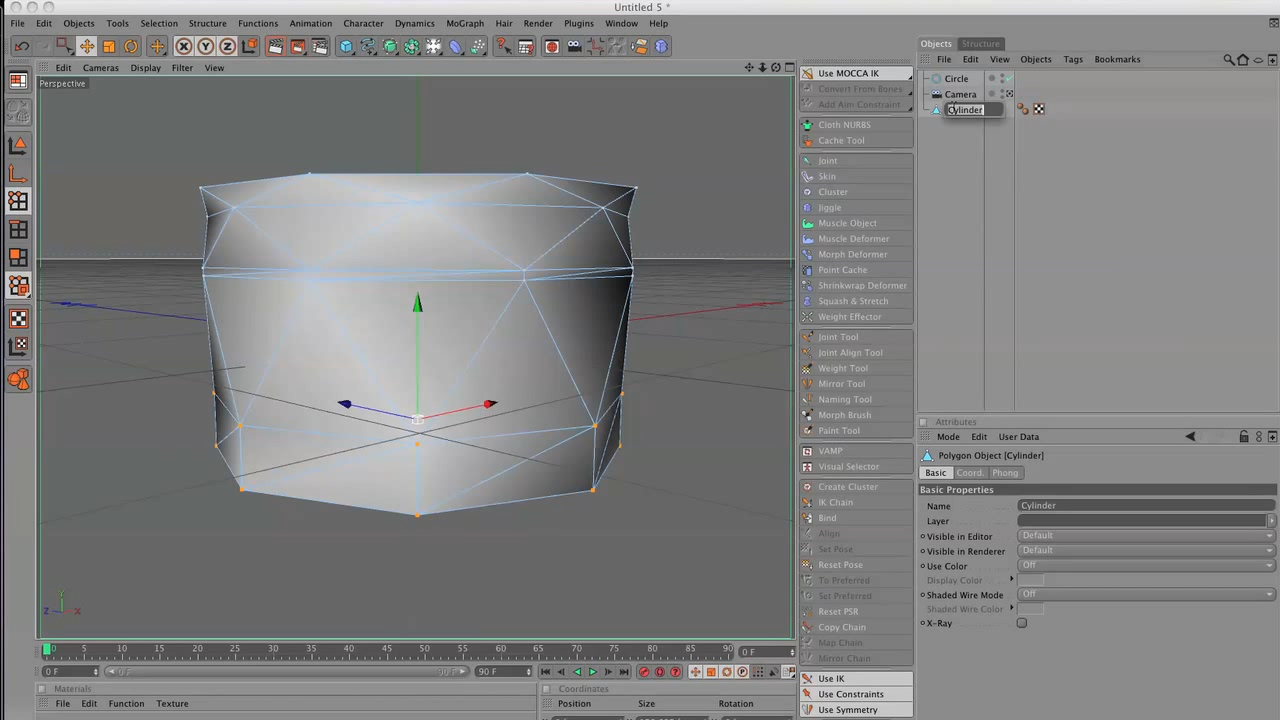 Untitled 5 *
File Edit Objects Tools Selection Structure Functions Animation Character Dynamics MoGraph Hair Render Plugins Window Help
Edit Cameras Display Filter View
Perspective
Use MOCCA IK
Convert From Bones
Add Aim Constraint
Cloth NURBS
Cache Tool
Joint
Skin
Cluster
Jiggle
Muscle Object
Muscle Deformer
Morph Deformer
Point Cache
Shrinkwrap Deformer
Squash & Stretch
Weight Effector
Joint Tool
Joint Align Tool
Weight Tool
Mirror Tool
Naming Tool
Morph Brush
Paint Tool
VAMP
Visual Selector
Create Cluster
IK Chain
Bind
Align
Set Pose
Reset Pose
To Preferred
Set Preferred
Reset PSR
Copy Chain
Map Chain
Mirror Chain
Use IK
Use Constraints
Use Symmetry
Objects Structure
File Edit View Objects Tags Bookmarks
Circle
Camera
Cylinder
Attributes
Mode Edit User Data
Polygon Object [Cylinder]
Basic Coord. Phong
Basic Properties
Name Cylinder
Layer
Visible in Editor Default
Visible in Renderer Default
Use Color Off
Display Color
Shaded Wire Mode Off
Shaded Wire Color
X-Ray
Y
Z X
0 5 10 15 20 25 30 35 40 45 50 55 60 65 70 75 80 85 90 0 F
0 F 0 F 90 F 90 F
Materials
File Edit Function Texture
Coordinates
Position Size Rotation